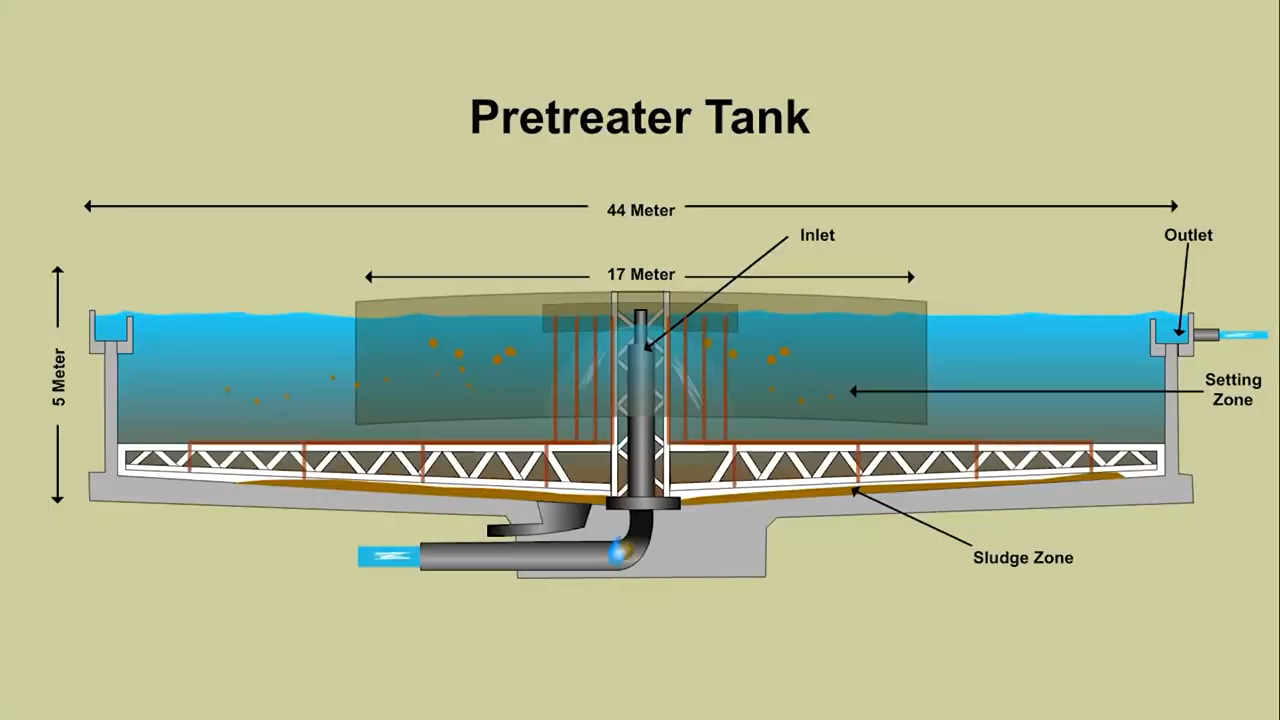 Pretreater Tank
44 Meter
Inlet
Outlet
17 Meter
5 Meter
Setting
Zone
Sludge Zone